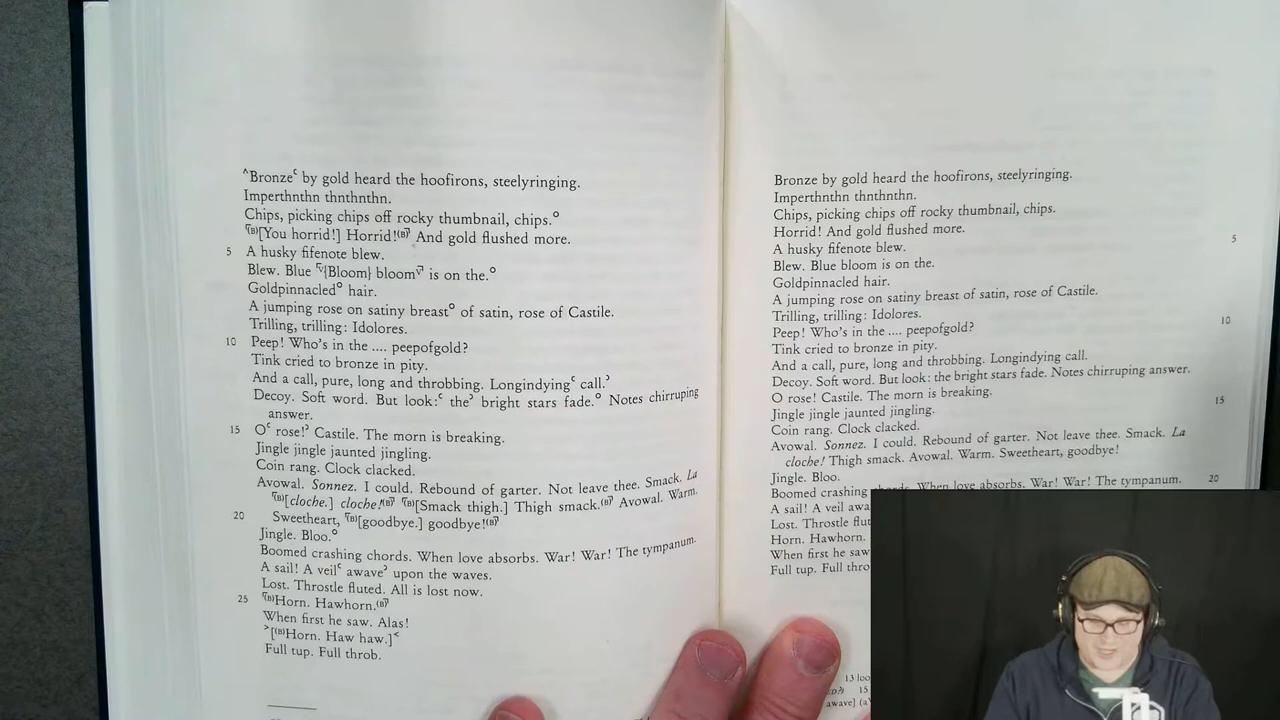 ^Bronze^c by gold heard the hoofirons, steelyringing.
Imperthnthn thnthnthn.
Chips, picking chips off rocky thumbnail, chips.°
⌜(B)[You horrid!] Horrid!(B)⌝ And gold flushed more.
5 A husky fifenote blew.
Blew. Blue ⌜{Bloom} bloom⌝ is on the.°
Goldpinnacled° hair.
A jumping rose on satiny breast° of satin, rose of Castile.
Trilling, trilling: Idolores.
10 Peep! Who's in the .... peepofgold?
Tink cried to bronze in pity.
And a call, pure, long and throbbing. Longindying^c call.^›
Decoy. Soft word. But look:^c the^› bright stars fade.° Notes chirruping
answer.
15 O^c rose!^› Castile. The morn is breaking.
Jingle jingle jaunted jingling.
Coin rang. Clock clacked.
Avowal. Sonnez. I could. Rebound of garter. Not leave thee. Smack. La
⌜(B)[cloche.] cloche!(B)⌝ ⌜(B)[Smack thigh.] Thigh smack.(B)⌝ Avowal. Warm.
20 Sweetheart, ⌜(B)[goodbye.] goodbye!(B)⌝
Jingle. Bloo.°
Boomed crashing chords. When love absorbs. War! War! The tympanum.
A sail! A veil^c awave^› upon the waves.
Lost. Throstle fluted. All is lost now.
25 ⌜(B)Horn. Hawhorn.(B)⌝
When first he saw. Alas!
>[(B)Horn. Haw haw.]<
Full tup. Full throb.
Bronze by gold heard the hoofirons, steelyringing.
Imperthnthn thnthnthn.
Chips, picking chips off rocky thumbnail, chips.
Horrid! And gold flushed more.
A husky fifenote blew. 5
Blew. Blue bloom is on the.
Goldpinnacled hair.
A jumping rose on satiny breast of satin, rose of Castile.
Trilling, trilling: Idolores.
Peep! Who's in the .... peepofgold? 10
Tink cried to bronze in pity.
And a call, pure, long and throbbing. Longindying call.
Decoy. Soft word. But look: the bright stars fade. Notes chirruping answer.
O rose! Castile. The morn is breaking.
Jingle jingle jaunted jingling. 15
Coin rang. Clock clacked.
Avowal. Sonnez. I could. Rebound of garter. Not leave thee. Smack. La
cloche! Thigh smack. Avowal. Warm. Sweetheart, goodbye!
Jingle. Bloo.
Boomed crashing chords. When love absorbs. War! War! The tympanum. 20
A sail! A veil awa
Lost. Throstle flut
Horn. Hawhorn.
When first he saw
Full tup. Full thro
13 loo
15
awave] (a